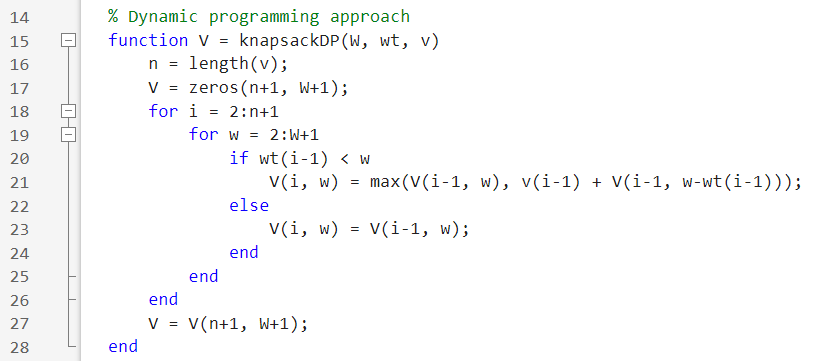 14 % Dynamic programming approach
15 function V = knapsackDP(W, wt, v)
16 n = length(v);
17 V = zeros(n+1, W+1);
18 for i = 2:n+1
19 for w = 2:W+1
20 if wt(i-1) < w
21 V(i, w) = max(V(i-1, w), v(i-1) + V(i-1, w-wt(i-1)));
22 else
23 V(i, w) = V(i-1, w);
24 end
25 end
26 end
27 V = V(n+1, W+1);
28 end